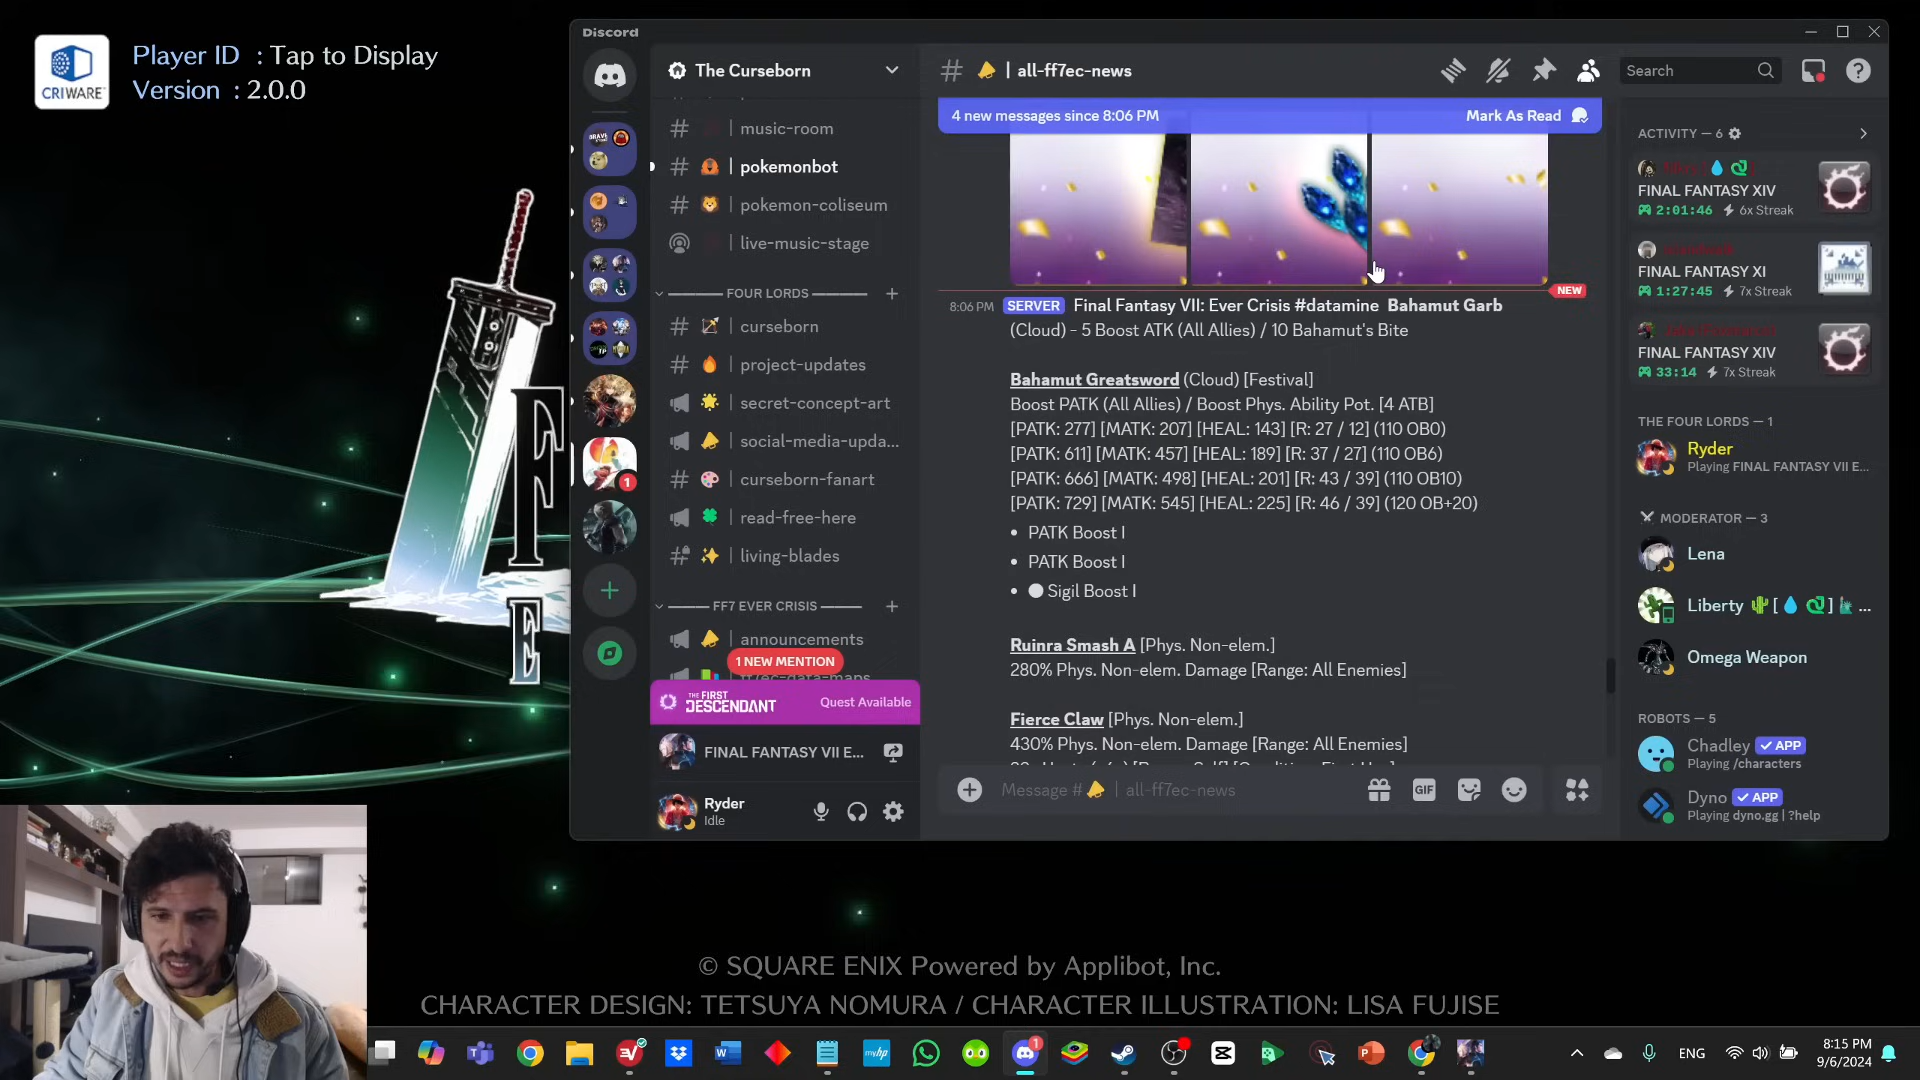 CRIWARE
Player ID : Tap to Display
Version : 2.0.0
Discord
The Curseborn
music-room
pokemonbot
pokemon-coliseum
live-music-stage
FOUR LORDS
curseborn
project-updates
secret-concept-art
social-media-upda...
curseborn-fanart
read-free-here
living-blades
FF7 EVER CRISIS
announcements
1 NEW MENTION
THE FIRST DESCENDANT
Quest Available
FINAL FANTASY VII E...
Ryder
Idle
# | all-ff7ec-news
Search
4 new messages since 8:06 PM
Mark As Read
NEW
8:06 PM SERVER Final Fantasy VII: Ever Crisis #datamine Bahamut Garb
(Cloud) - 5 Boost ATK (All Allies) / 10 Bahamut's Bite
Bahamut Greatsword (Cloud) [Festival]
Boost PATK (All Allies) / Boost Phys. Ability Pot. [4 ATB]
[PATK: 277] [MATK: 207] [HEAL: 143] [R: 27 / 12] (110 OB0)
[PATK: 611] [MATK: 457] [HEAL: 189] [R: 37 / 27] (110 OB6)
[PATK: 666] [MATK: 498] [HEAL: 201] [R: 43 / 39] (110 OB10)
[PATK: 729] [MATK: 545] [HEAL: 225] [R: 46 / 39] (120 OB+20)
• PATK Boost I
• PATK Boost I
• Sigil Boost I
Ruinra Smash A [Phys. Non-elem.]
280% Phys. Non-elem. Damage [Range: All Enemies]
Fierce Claw [Phys. Non-elem.]
430% Phys. Non-elem. Damage [Range: All Enemies]
Message # | all-ff7ec-news
GIF
ACTIVITY — 6
FINAL FANTASY XIV
2:01:46 6x Streak
FINAL FANTASY XI
1:27:45 7x Streak
FINAL FANTASY XIV
33:14 7x Streak
THE FOUR LORDS — 1
Ryder
Playing FINAL FANTASY VII E...
MODERATOR — 3
Lena
Liberty
Omega Weapon
ROBOTS — 5
Chadley ✓ APP
Playing /characters
Dyno ✓ APP
Playing dyno.gg | ?help
© SQUARE ENIX Powered by Applibot, Inc.
CHARACTER DESIGN: TETSUYA NOMURA / CHARACTER ILLUSTRATION: LISA FUJISE
ENG
8:15 PM
9/6/2024